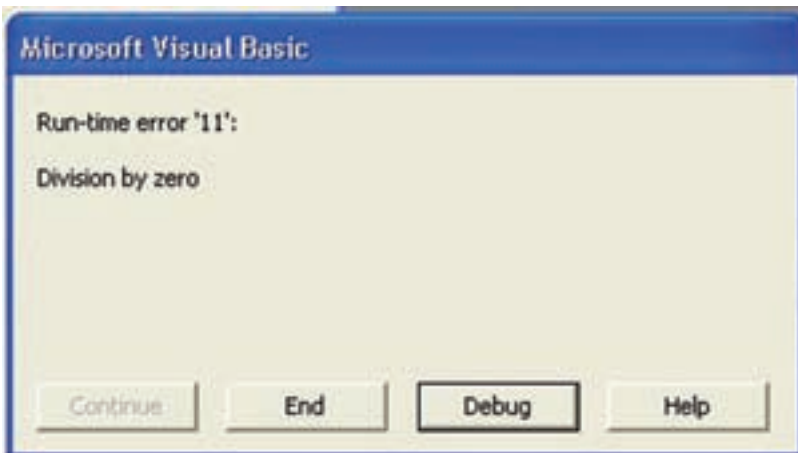 Microsoft Visual Basic
Run-time error '11':
Division by zero
Continue End Debug Help